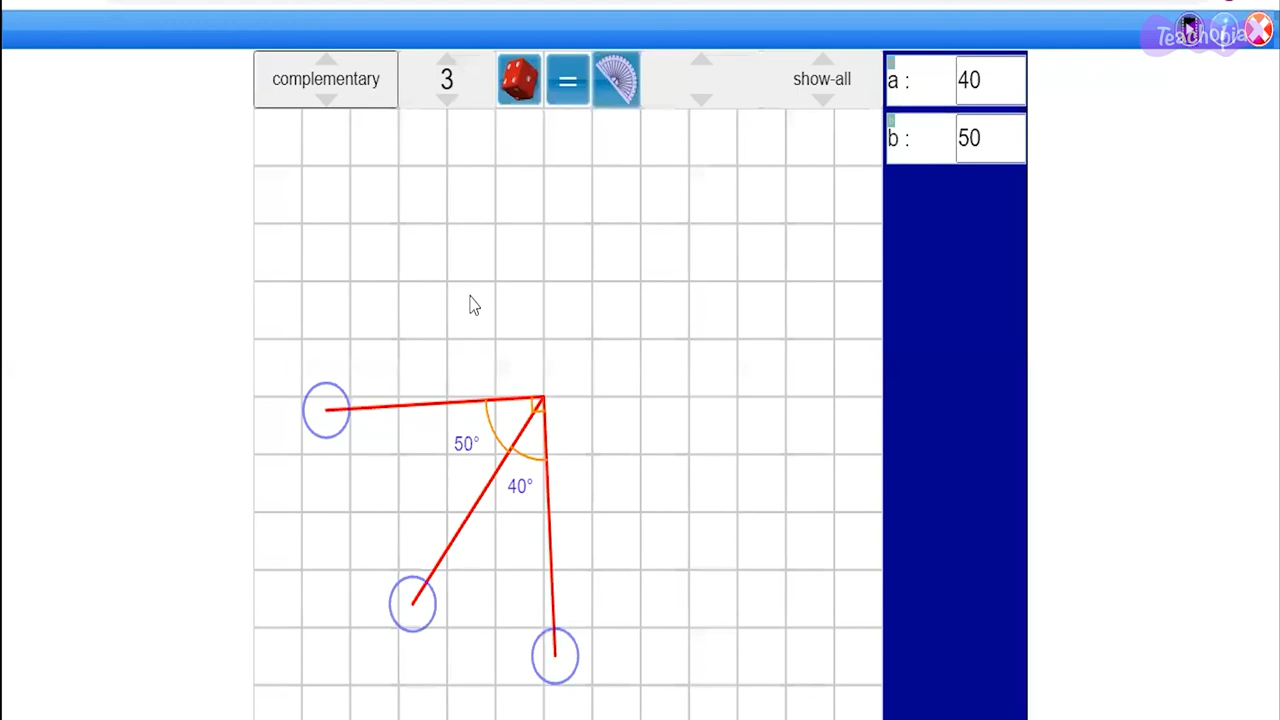 Teachopia
complementary
3
=
show-all
a :
40
b :
50
50°
40°